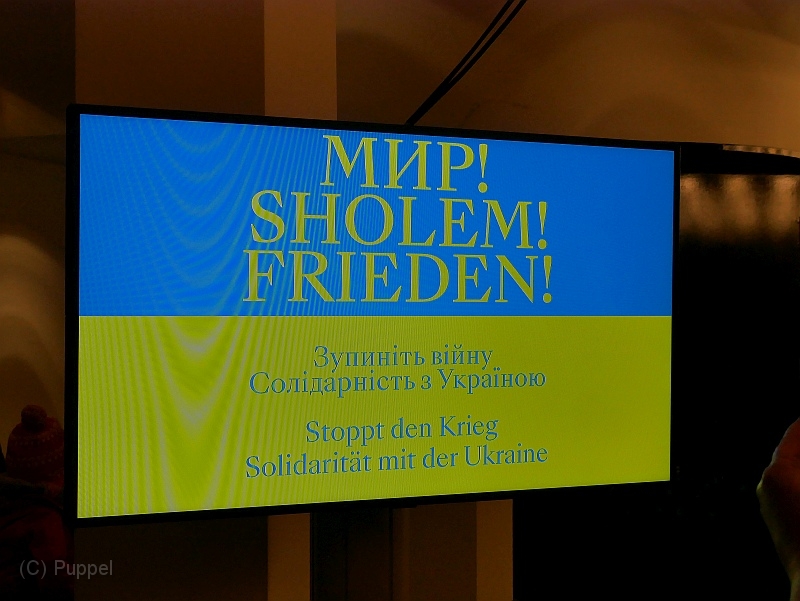 МИР!
SHOLEM!
FRIEDEN!
Зупиніть війну
Солідарність з Україною
Stoppt den Krieg
Solidarität mit der Ukraine
(C) Puppel